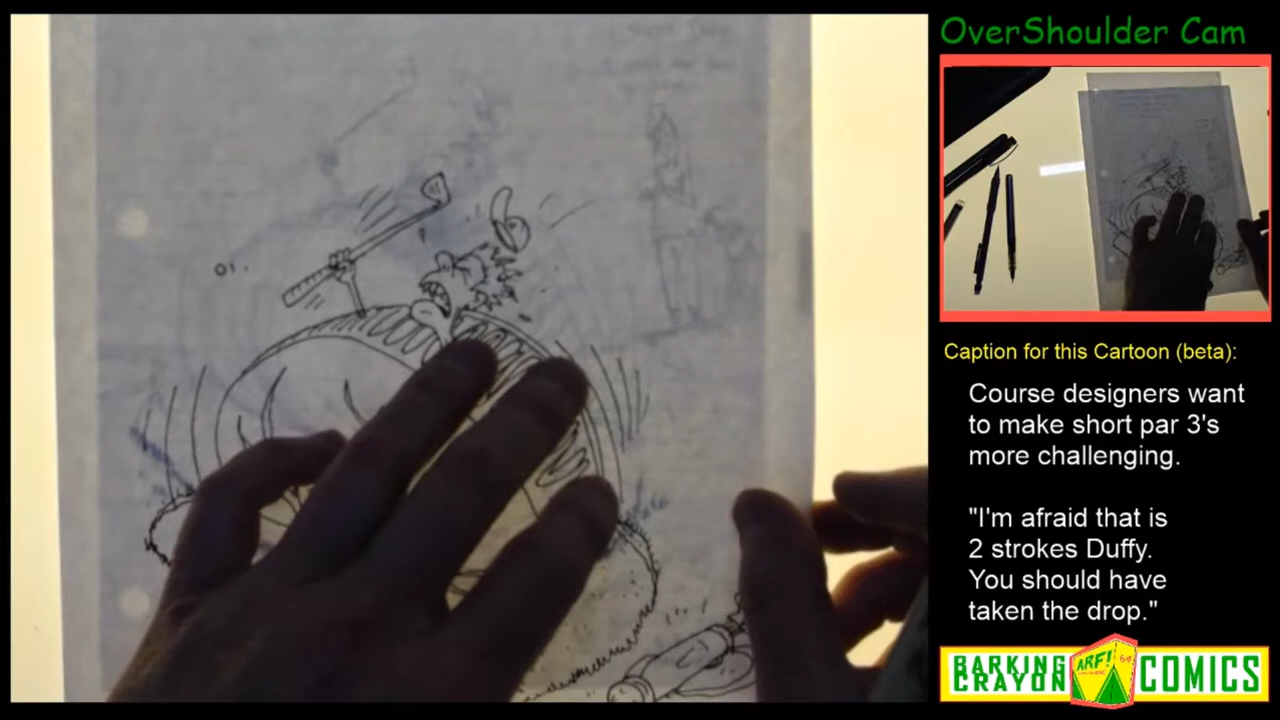 OverShoulder Cam
Caption for this Cartoon (beta):
Course designers want
to make short par 3's
more challenging.
"I'm afraid that is
2 strokes Duffy.
You should have
taken the drop."
BARKING
CRAYON
ARF!
64
COMICS